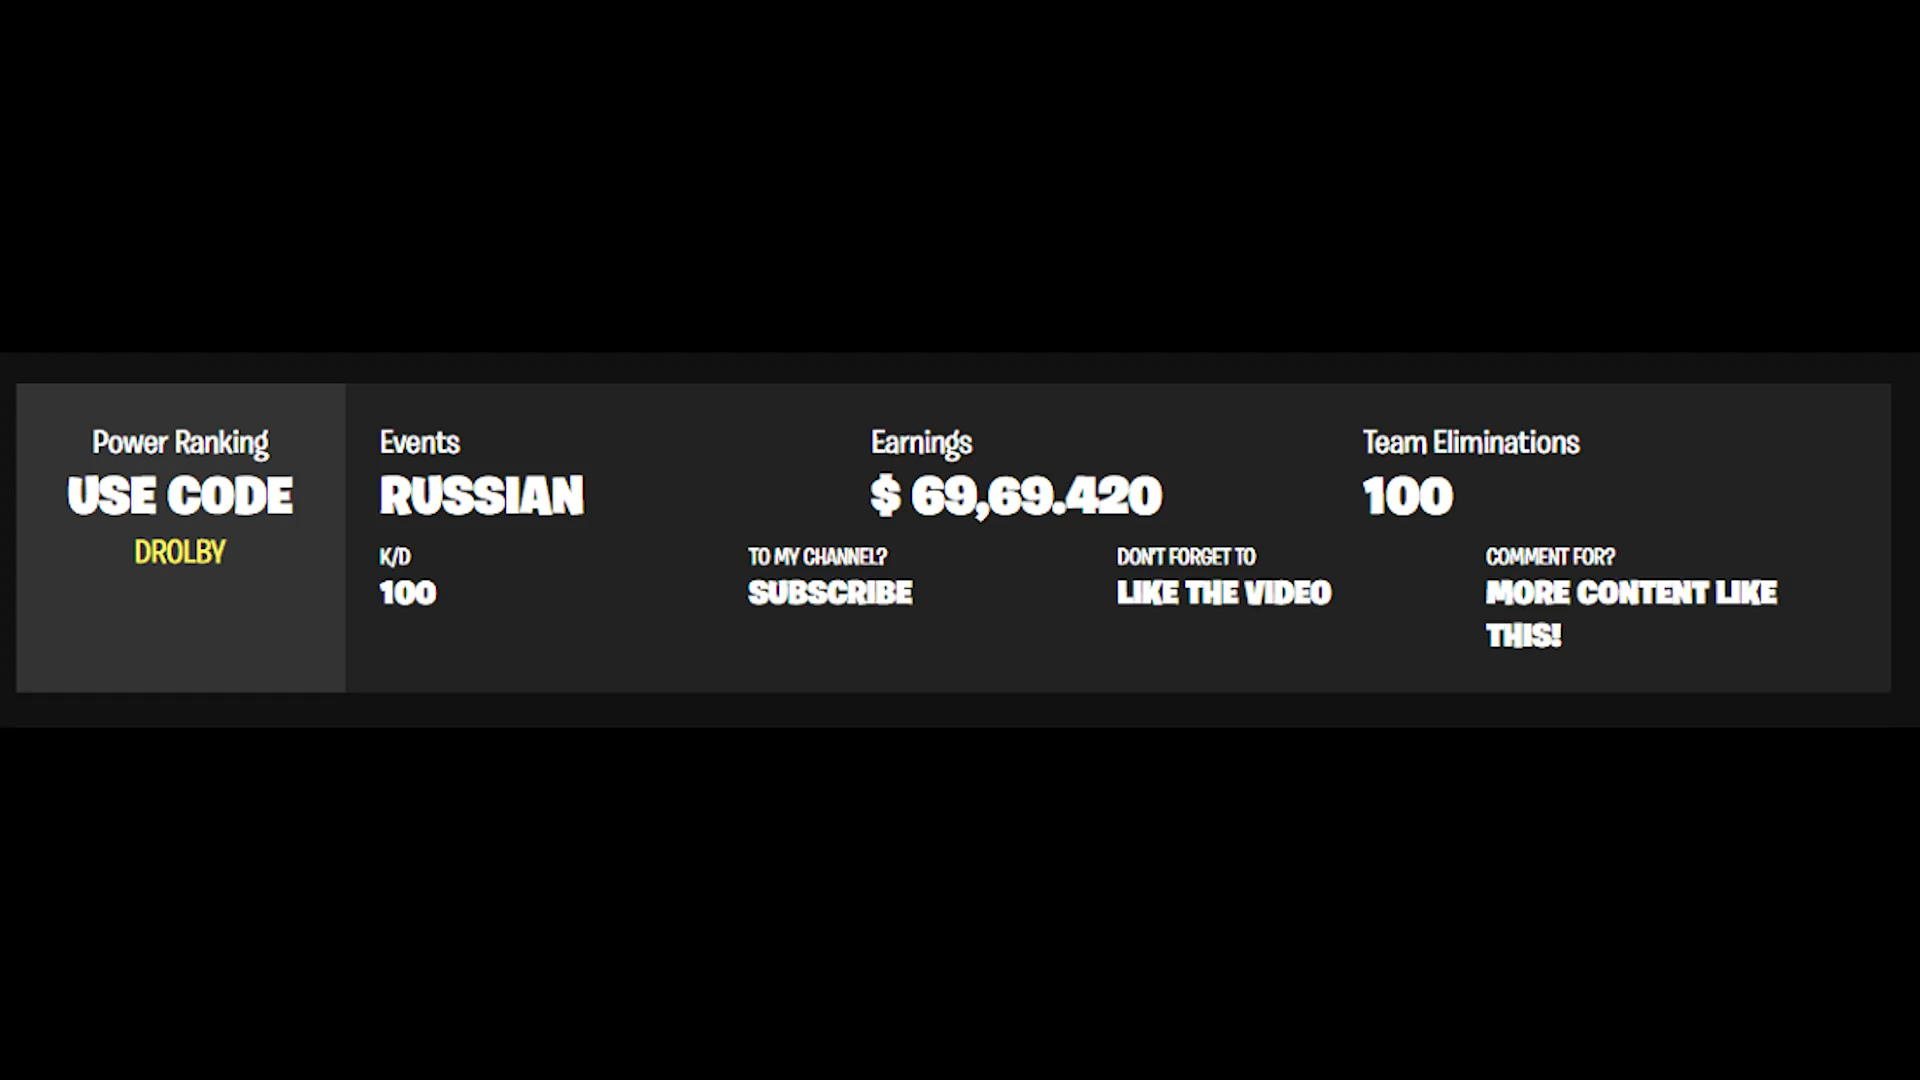 Power Ranking
USE CODE
DROLBY
Events
RUSSIAN
Earnings
$ 69,69.420
Team Eliminations
100
K/D
100
TO MY CHANNEL?
SUBSCRIBE
DON'T FORGET TO
LIKE THE VIDEO
COMMENT FOR?
MORE CONTENT LIKE
THIS!